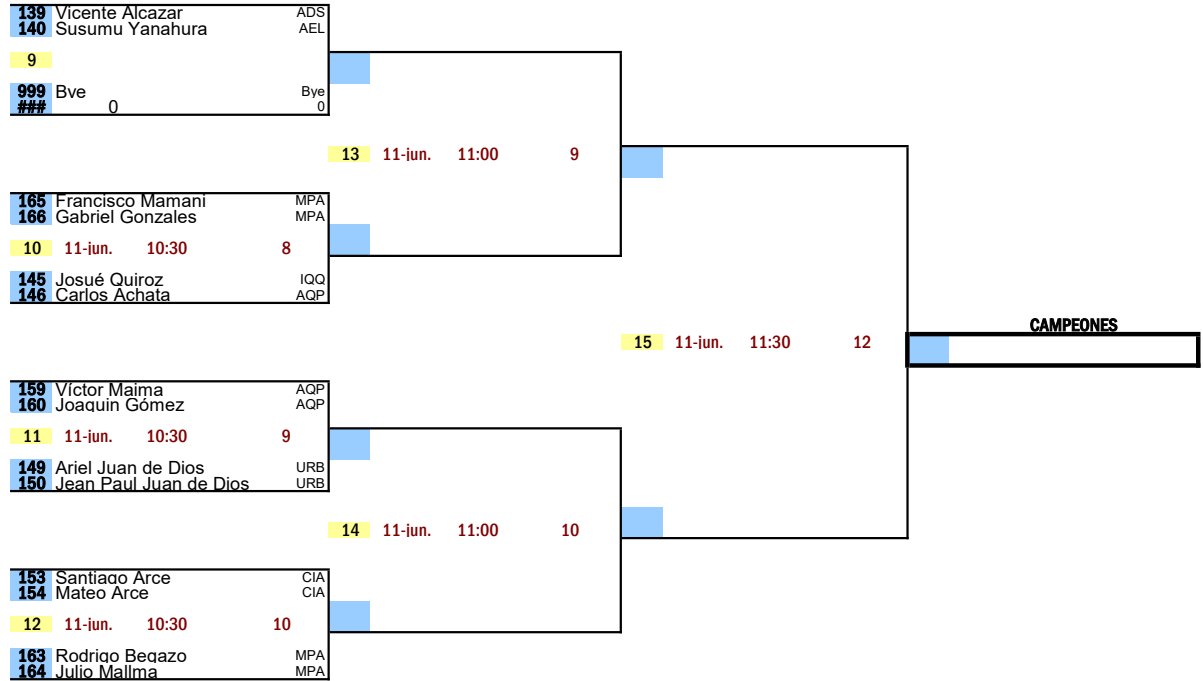 139 Vicente Alcazar ADS
140 Susumu Yanahura AEL
9
999 Bye Bye
### 0 0
13 11-jun. 11:00 9
165 Francisco Mamani MPA
166 Gabriel Gonzales MPA
10 11-jun. 10:30 8
145 Josué Quiroz IQQ
146 Carlos Achata AQP
CAMPEONES
15 11-jun. 11:30 12
159 Víctor Maima AQP
160 Joaquin Gómez AQP
11 11-jun. 10:30 9
149 Ariel Juan de Dios URB
150 Jean Paul Juan de Dios URB
14 11-jun. 11:00 10
153 Santiago Arce CIA
154 Mateo Arce CIA
12 11-jun. 10:30 10
163 Rodrigo Begazo MPA
164 Julio Mallma MPA